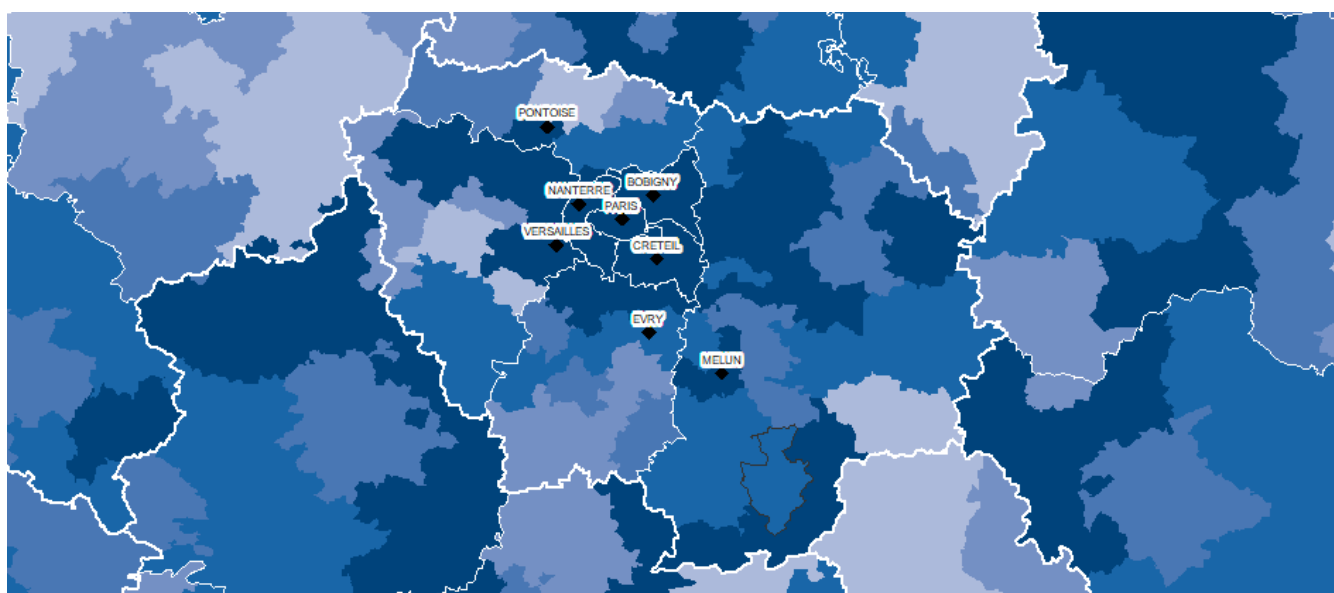 PONTOISE
BOBIGNY
NANTERRE
PARIS
VERSAILLES
CRETEIL
EVRY
MELUN